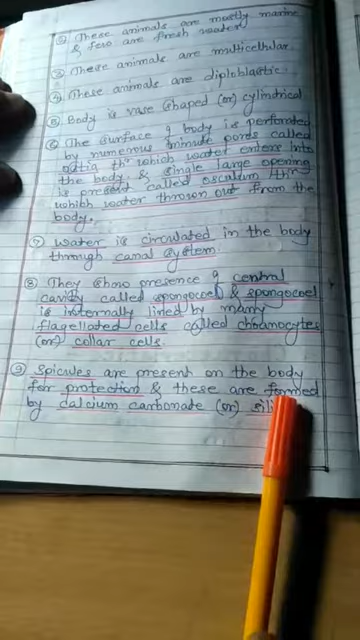 ② These animals are mostly marine
& few are fresh water
③ These animals are multicellular.
④ These animals are diploblastic
⑤ Body is vase shaped (or) cylindrical
⑥ The surface of body is perforated
by numerous minute pores called
ostia thr which water enters into
the body & single large opening
is present called osculum thr
which water thrown out from the
body.
⑦ Water is circulated in the body
through canal system.
⑧ They show presence of central
cavity called spongocoel & spongocoel
is internally lined by many
flagellated cells called choanocytes
(or) collar cells.
⑨ Spicules are present on the body
for protection & these are formed
by calcium carbonate (or)